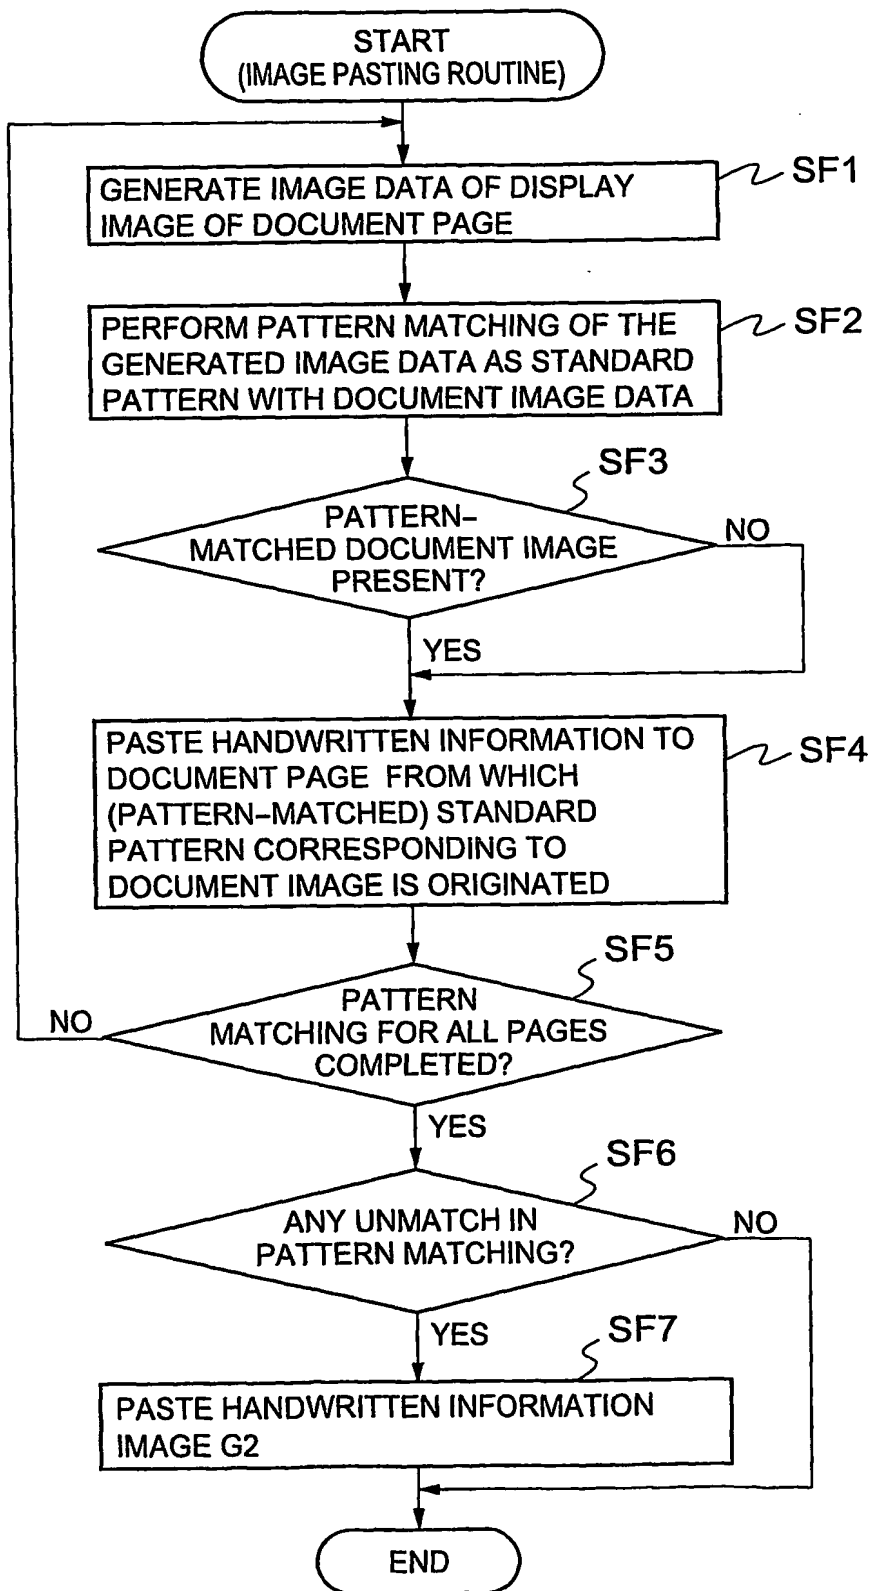 START
(IMAGE PASTING ROUTINE)
SF1
GENERATE IMAGE DATA OF DISPLAY
IMAGE OF DOCUMENT PAGE
SF2
PERFORM PATTERN MATCHING OF THE
GENERATED IMAGE DATA AS STANDARD
PATTERN WITH DOCUMENT IMAGE DATA
SF3
PATTERN-
MATCHED DOCUMENT IMAGE
PRESENT?
NO
YES
SF4
PASTE HANDWRITTEN INFORMATION TO
DOCUMENT PAGE FROM WHICH
(PATTERN-MATCHED) STANDARD
PATTERN CORRESPONDING TO
DOCUMENT IMAGE IS ORIGINATED
SF5
PATTERN
MATCHING FOR ALL PAGES
COMPLETED?
NO
YES
SF6
ANY UNMATCH IN
PATTERN MATCHING?
NO
YES
SF7
PASTE HANDWRITTEN INFORMATION
IMAGE G2
END